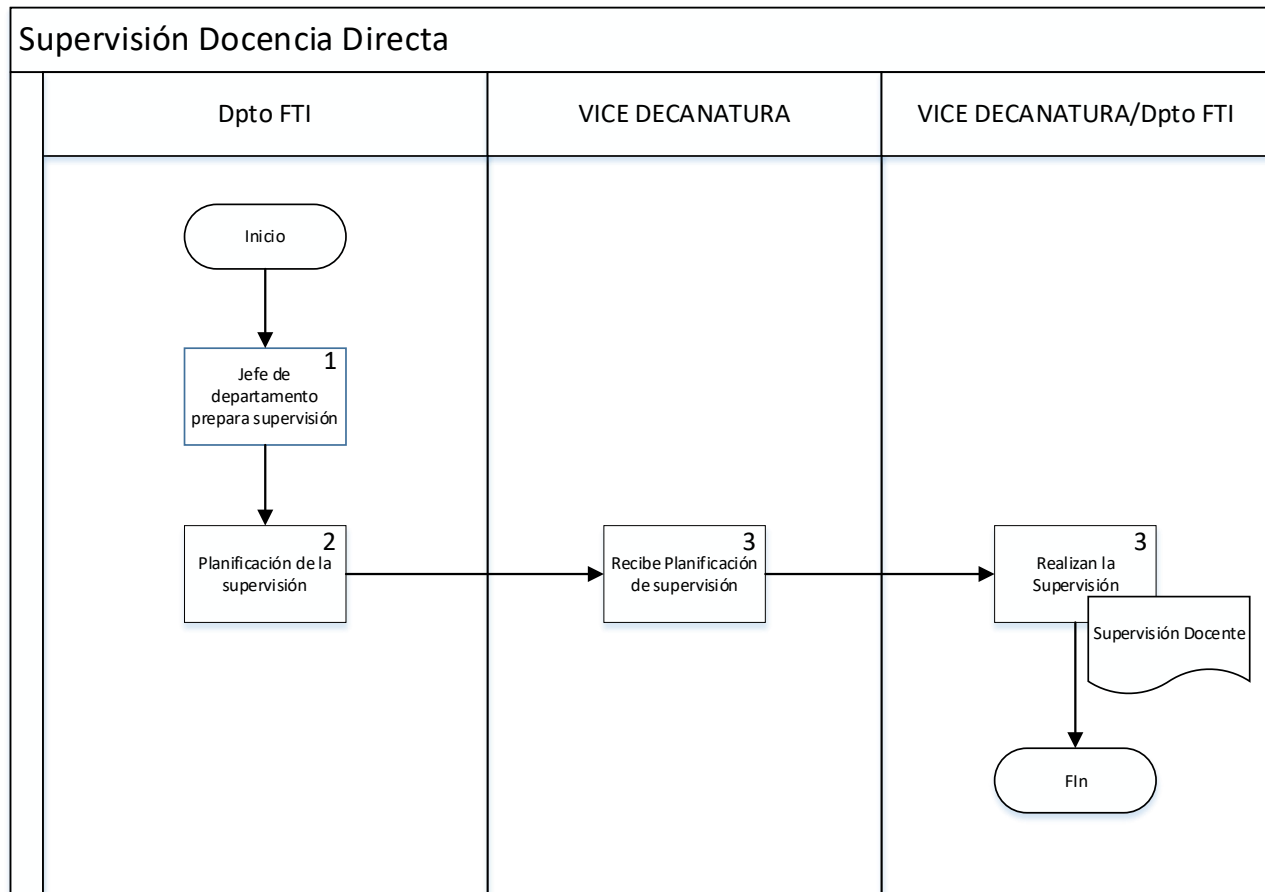 Supervisión Docencia Directa
Dpto FTI
VICE DECANATURA
VICE DECANATURA/Dpto FTI
Inicio
1
Jefe de
departamento
prepara supervisión
2
Planificación de la
supervisión
3
Recibe Planificación
de supervisión
3
Realizan la
Supervisión
Supervisión Docente
FIn